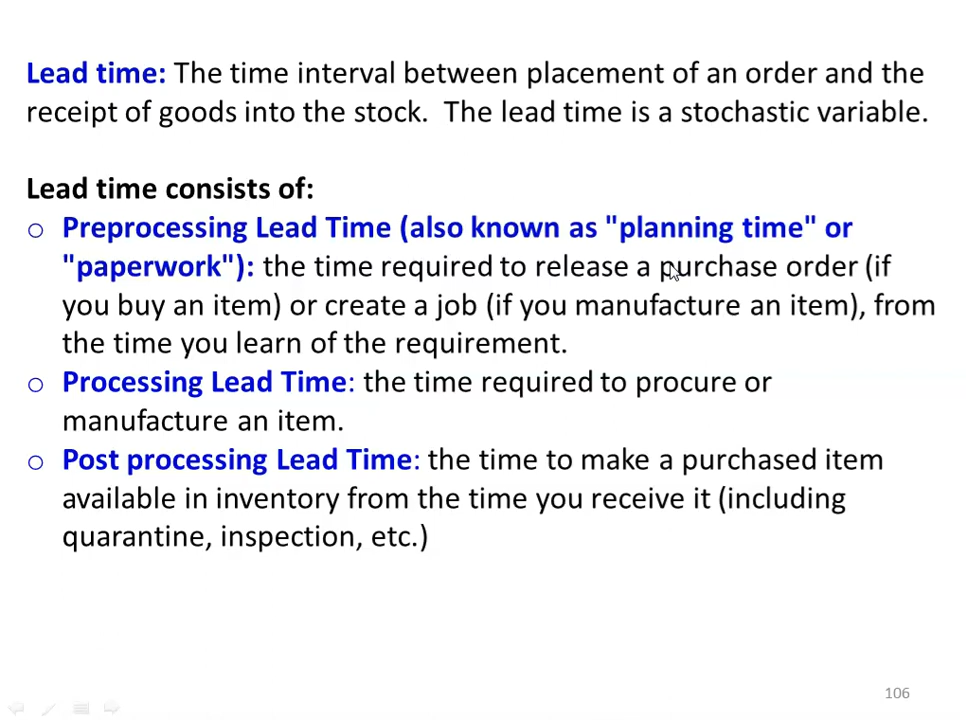 Lead time: The time interval between placement of an order and the
receipt of goods into the stock.  The lead time is a stochastic variable.
Lead time consists of:
o Preprocessing Lead Time (also known as "planning time" or
"paperwork"): the time required to release a purchase order (if
you buy an item) or create a job (if you manufacture an item), from
the time you learn of the requirement.
o Processing Lead Time: the time required to procure or
manufacture an item.
o Post processing Lead Time: the time to make a purchased item
available in inventory from the time you receive it (including
quarantine, inspection, etc.)
106